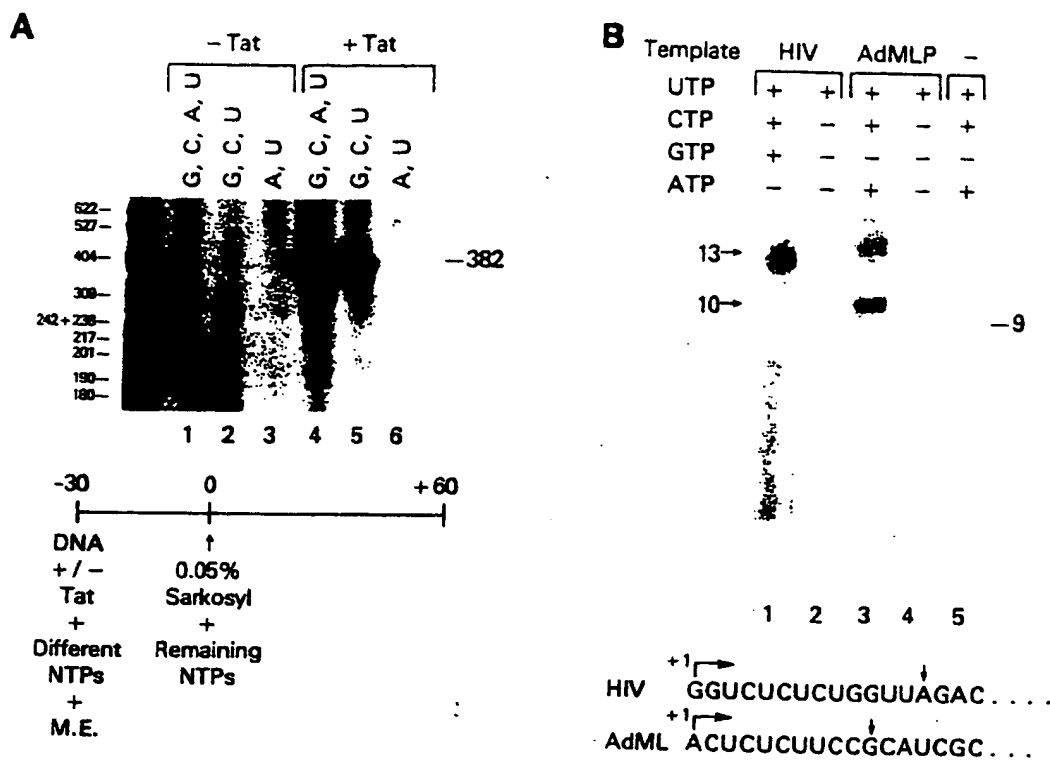 A
– Tat
+ Tat
G, C, A, U
G, C, U
A, U
G, C, A, U
G, C, U
A, U
622–
527–
404–
309–
242 + 238–
217–
201–
190–
180–
–382
1 2 3 4 5 6
-30 0 +60
DNA
+ / –
Tat
+
Different
NTPs
+
M.E.
↑
0.05%
Sarkosyl
+
Remaining
NTPs
B
Template HIV AdMLP –
UTP + + + + +
CTP + – + – +
GTP + – – – –
ATP – – + – +
13→
10→
–9
1 2 3 4 5
+1
HIV GGUCUCUCUGGUUAGAC . . . .
+1
AdML ACUCUCUUCCGCAUCGC . . .